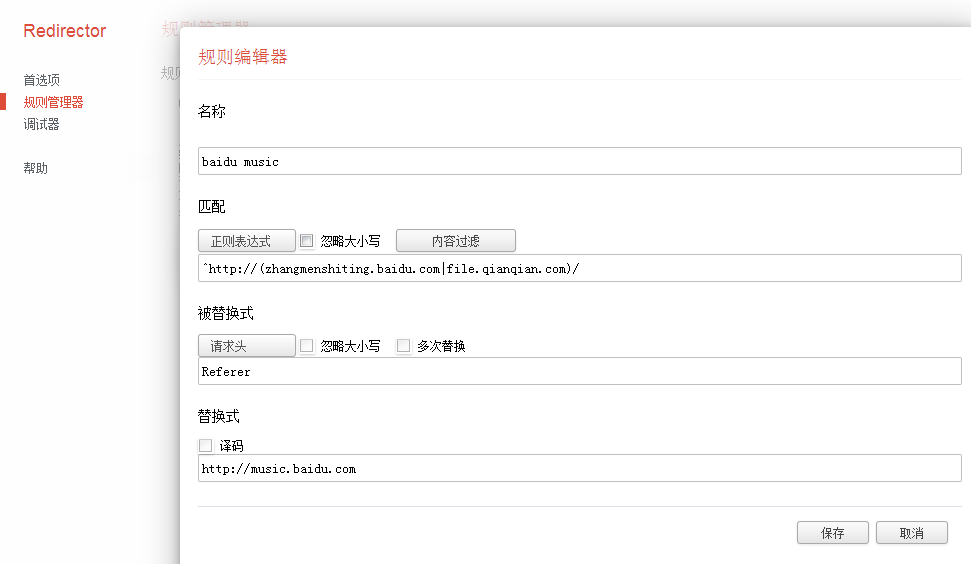 Redirector
规则管理器
首选项
规则管理器
调试器
帮助
规则编辑器
名称
baidu music
匹配
正则表达式 忽略大小写 内容过滤
^http://(zhangmenshiting.baidu.com|file.qianqian.com)/
被替换式
请求头 忽略大小写 多次替换
Referer
替换式
译码
http://music.baidu.com
保存 取消